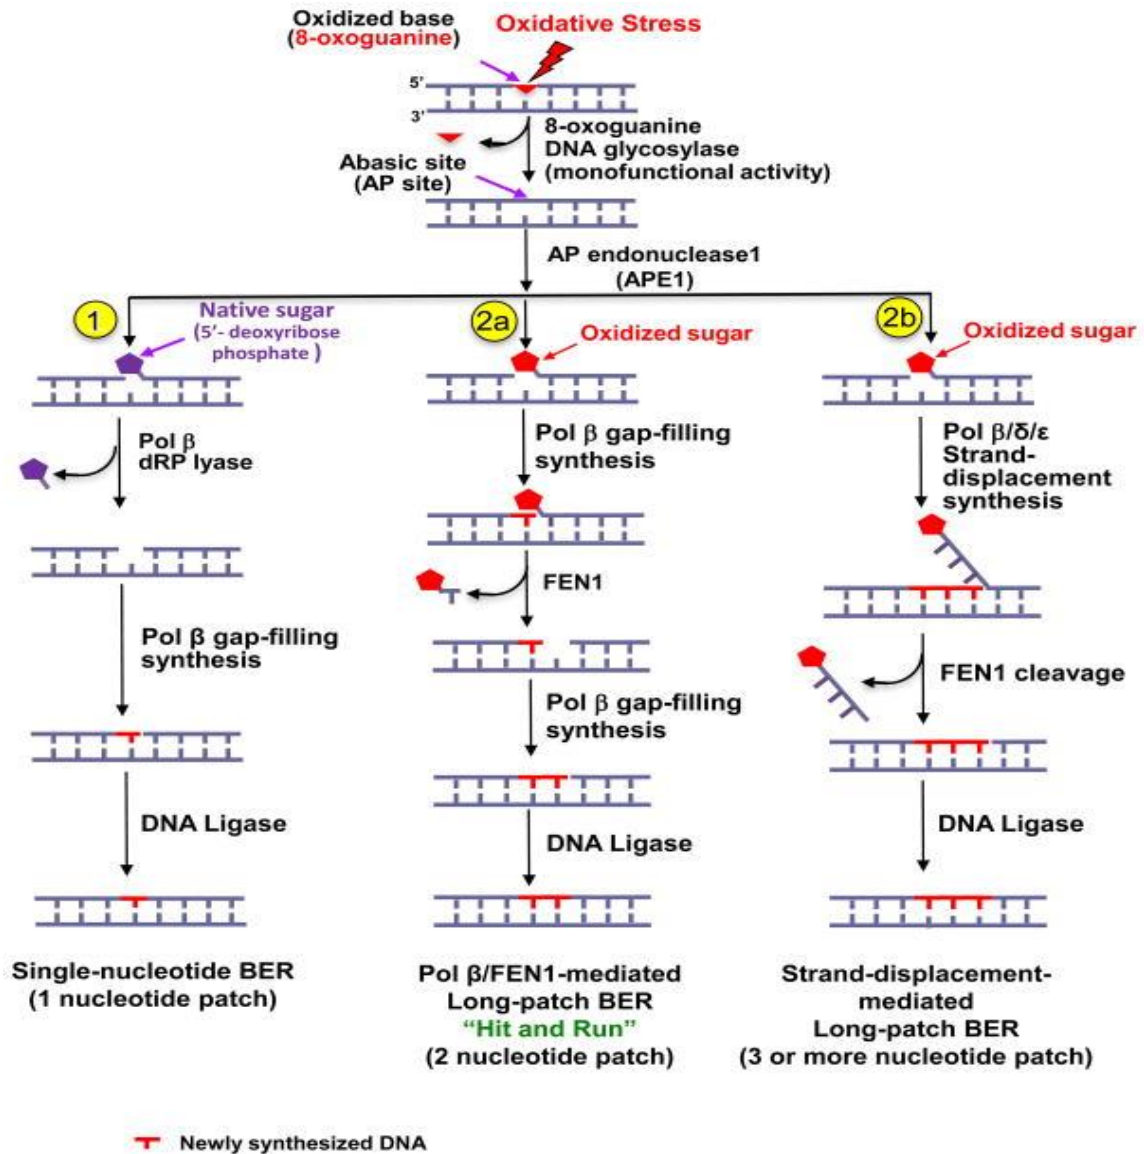 Oxidized base
(8-oxoguanine)
Oxidative Stress
5'
3'
8-oxoguanine
DNA glycosylase
(monofunctional activity)
Abasic site
(AP site)
AP endonuclease1
(APE1)
1
Native sugar
(5'- deoxyribose
phosphate )
2a
Oxidized sugar
2b
Oxidized sugar
Pol β
dRP lyase
Pol β gap-filling
synthesis
DNA Ligase
Single-nucleotide BER
(1 nucleotide patch)
Pol β gap-filling
synthesis
FEN1
Pol β gap-filling
synthesis
DNA Ligase
Pol β/FEN1-mediated
Long-patch BER
“Hit and Run”
(2 nucleotide patch)
Pol β/δ/ε
Strand-
displacement
synthesis
FEN1 cleavage
DNA Ligase
Strand-displacement-
mediated
Long-patch BER
(3 or more nucleotide patch)
Newly synthesized DNA